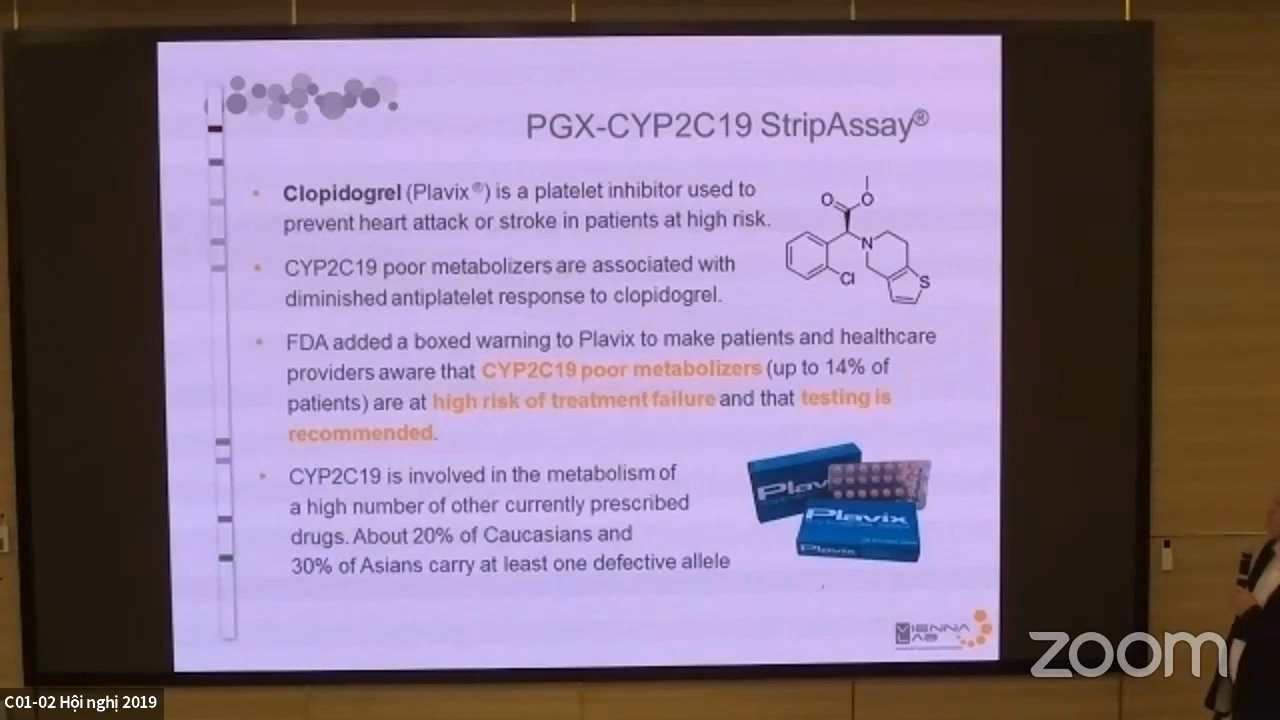 PGX-CYP2C19 StripAssay®
• Clopidogrel (Plavix®) is a platelet inhibitor used to
prevent heart attack or stroke in patients at high risk.
• CYP2C19 poor metabolizers are associated with
diminished antiplatelet response to clopidogrel.
• FDA added a boxed warning to Plavix to make patients and healthcare
providers aware that CYP2C19 poor metabolizers (up to 14% of
patients) are at high risk of treatment failure and that testing is
recommended.
• CYP2C19 is involved in the metabolism of
a high number of other currently prescribed
drugs. About 20% of Caucasians and
30% of Asians carry at least one defective allele
O
O
N
Cl
S
Plavix
Plavix
VIENNA
LAB
zoom
C01-02 Hội nghị 2019